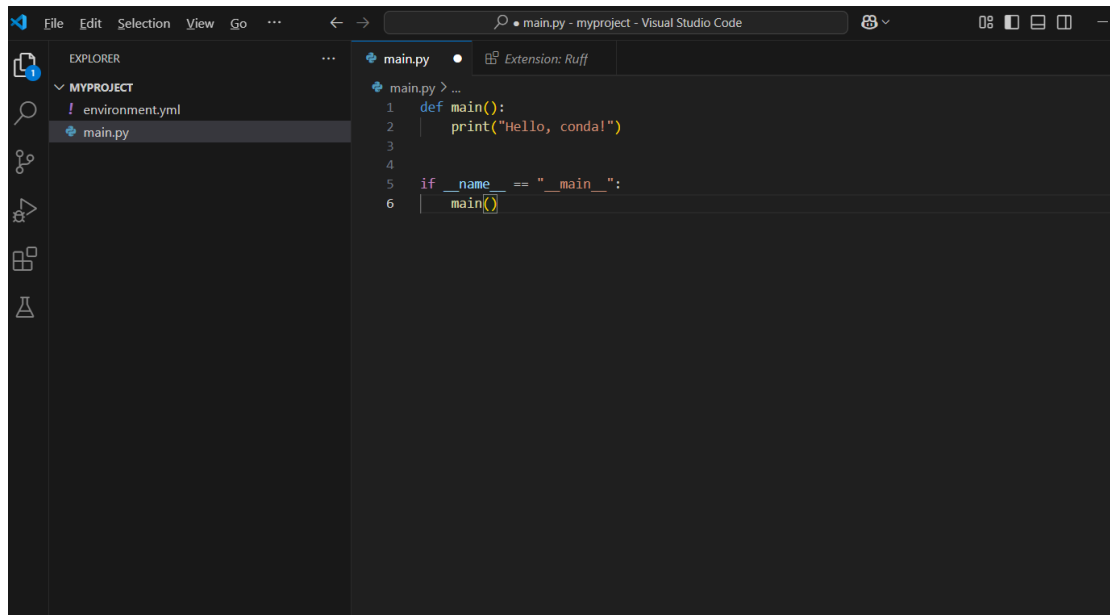 File Edit Selection View Go ··· ← → ● main.py - myproject - Visual Studio Code
EXPLORER ···
main.py ● Extension: Ruff
MYPROJECT
! environment.yml
main.py
main.py > ...
1 def main():
2     print("Hello, conda!")
3
4
5 if __name__ == "__main__":
6     main()
1